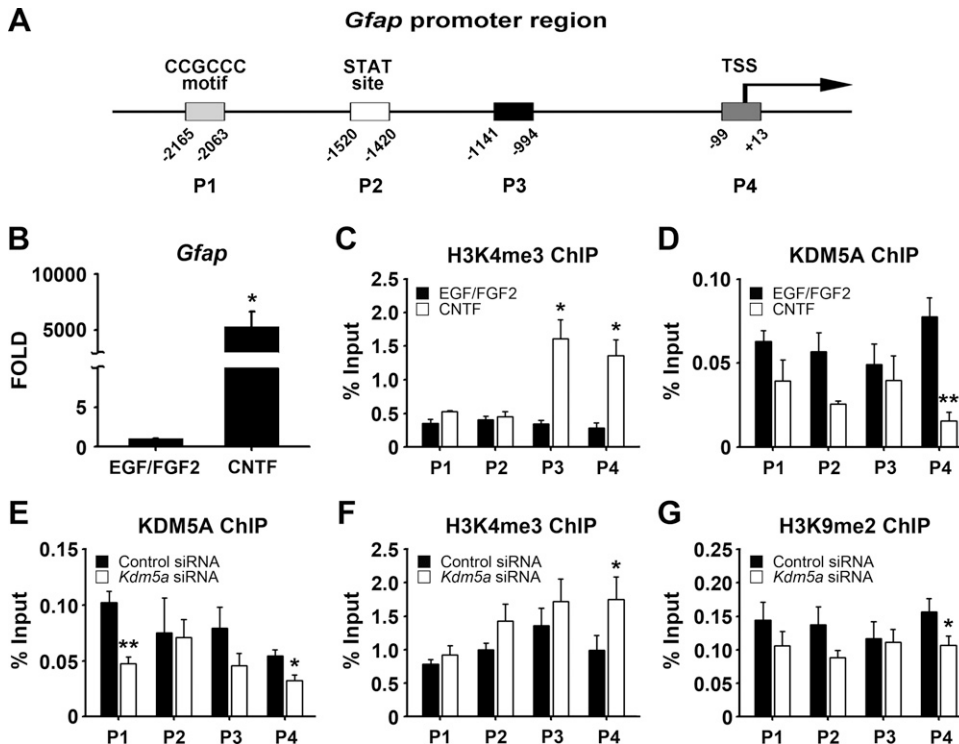 A
Gfap promoter region
CCGCCC
motif
STAT
site
TSS
-2165
-2063
-1520
-1420
-1141
-994
-99
+13
P1
P2
P3
P4
B
Gfap
FOLD
10000
5000
5
0
*
EGF/FGF2
CNTF
C
H3K4me3 ChIP
EGF/FGF2
CNTF
% Input
2.5
2.0
1.5
1.0
0.5
0
*
*
P1 P2 P3 P4
D
KDM5A ChIP
EGF/FGF2
CNTF
% Input
0.10
0.05
0
**
P1 P2 P3 P4
E
KDM5A ChIP
Control siRNA
Kdm5a siRNA
% Input
0.15
0.10
0.05
0
**
*
P1 P2 P3 P4
F
H3K4me3 ChIP
Control siRNA
Kdm5a siRNA
% Input
2.5
2.0
1.5
1.0
0.5
0
*
P1 P2 P3 P4
G
H3K9me2 ChIP
Control siRNA
Kdm5a siRNA
% Input
0.25
0.20
0.15
0.10
0.05
0
*
P1 P2 P3 P4